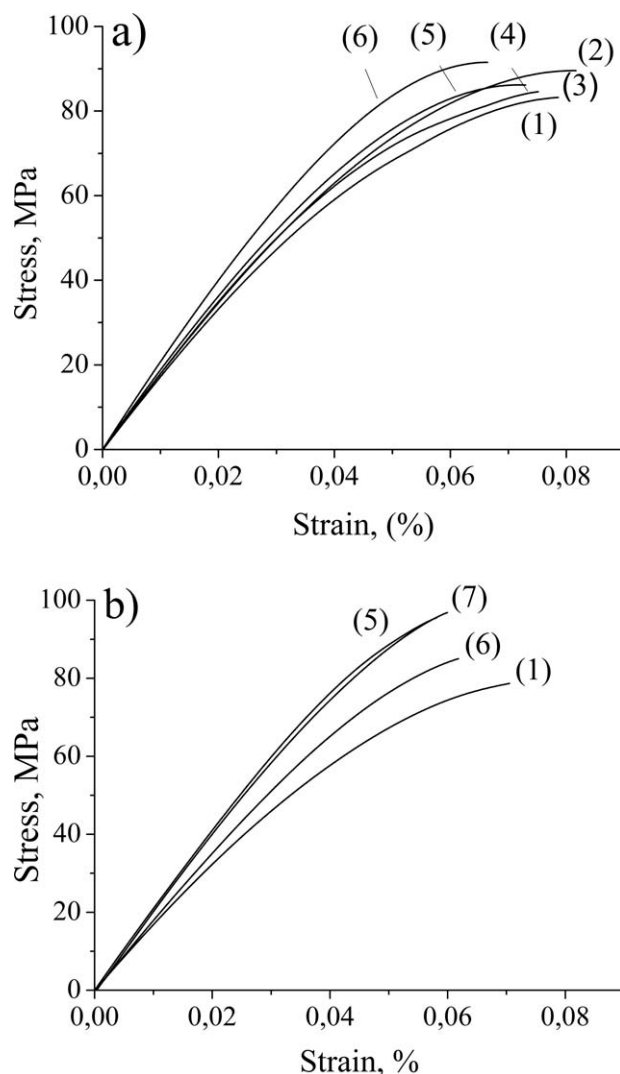 a)
(6) (5) (4) (2)
(3)
(1)
100
80
60
40
20
0
Stress, MPa
0,00 0,02 0,04 0,06 0,08
Strain, (%)
b)
(5) (7)
(6)
(1)
100
80
60
40
20
0
Stress, MPa
0,00 0,02 0,04 0,06 0,08
Strain, %